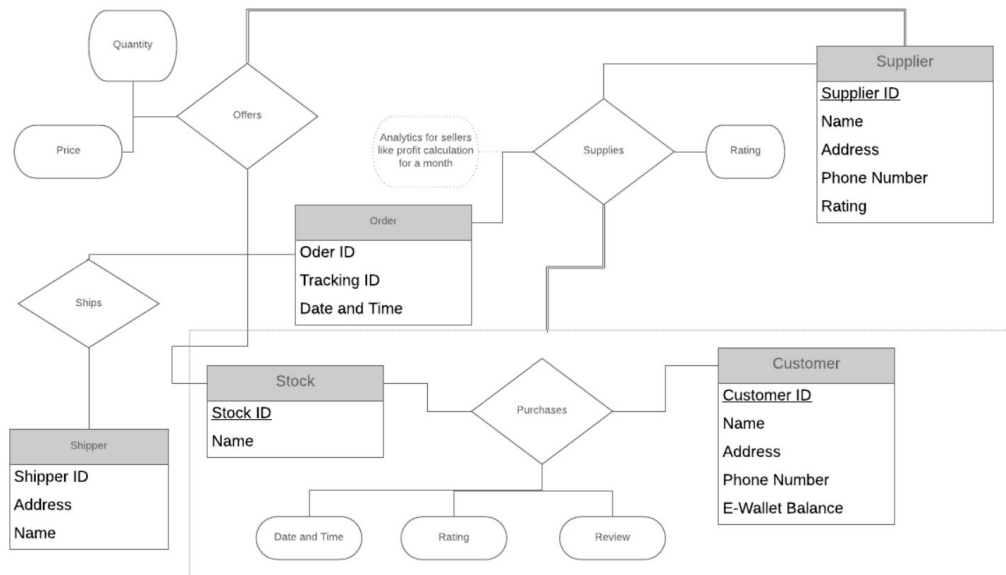 Quantity
Price
Offers
Analytics for sellers
like profit calculation
for a month
Supplies
Rating
Supplier
Supplier ID
Name
Address
Phone Number
Rating
Order
Oder ID
Tracking ID
Date and Time
Ships
Shipper
Shipper ID
Address
Name
Stock
Stock ID
Name
Purchases
Date and Time
Rating
Review
Customer
Customer ID
Name
Address
Phone Number
E-Wallet Balance